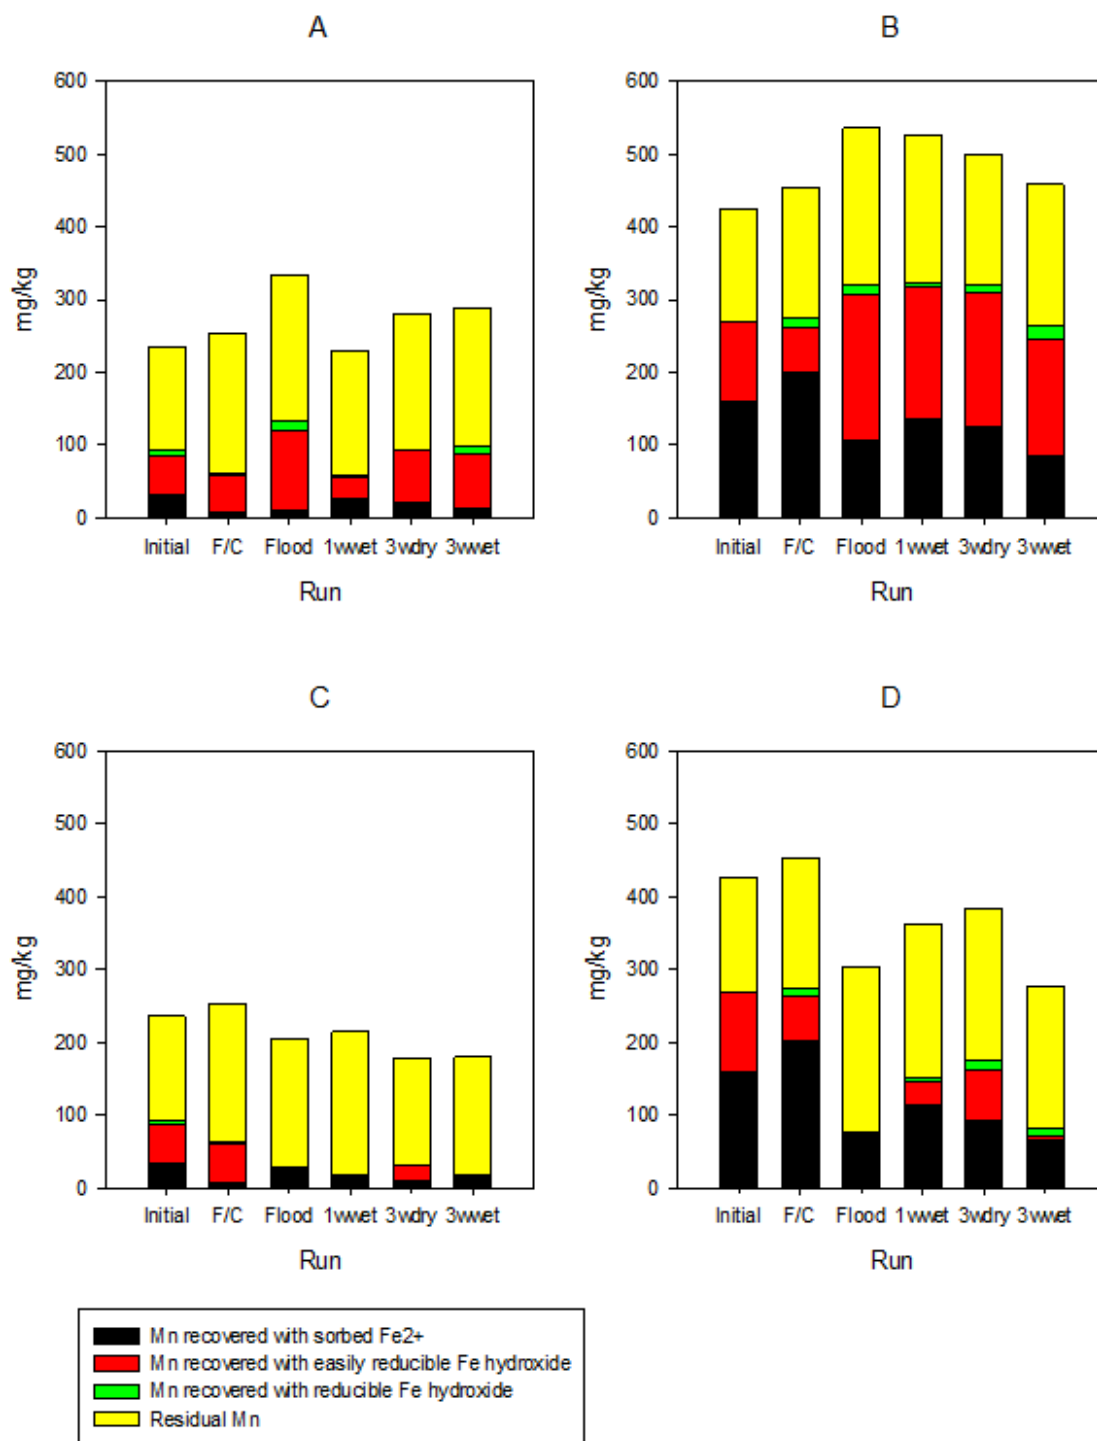 A
600
500
400
300
200
100
0
mg/kg
Initial F/C Flood 1wwet 3wdry 3wwet
Run
B
600
500
400
300
200
100
0
mg/kg
Initial F/C Flood 1wwet 3wdry 3wwet
Run
C
600
500
400
300
200
100
0
mg/kg
Initial F/C Flood 1wwet 3wdry 3wwet
Run
D
600
500
400
300
200
100
0
mg/kg
Initial F/C Flood 1wwet 3wdry 3wwet
Run
Mn recovered with sorbed Fe2+
Mn recovered with easily reducible Fe hydroxide
Mn recovered with reducible Fe hydroxide
Residual Mn